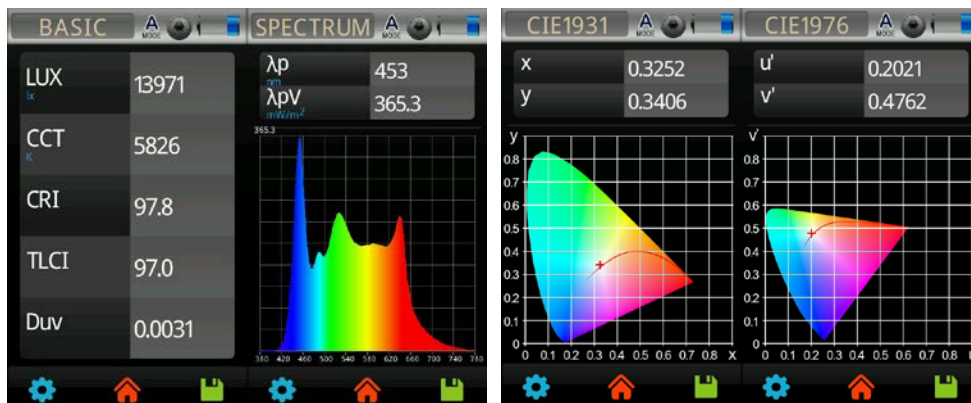 BASIC A MODE
LUX 13971
lx
CCT 5826
K
CRI 97.8
TLCI 97.0
Duv 0.0031
SPECTRUM A MODE
λp 453
nm
λpV 365.3
mW/m2
365.3
380 420 460 500 540 580 620 660 700 740 780
CIE1931 A MODE
x 0.3252
y 0.3406
y
0.8
0.7
0.6
0.5
0.4
0.3
0.2
0.1
0
0 0.1 0.2 0.3 0.4 0.5 0.6 0.7 0.8 x
CIE1976 A MODE
u' 0.2021
v' 0.4762
v'
0.8
0.7
0.6
0.5
0.4
0.3
0.2
0.1
0
0 0.1 0.2 0.3 0.4 0.5 0.6 0.7 0.8